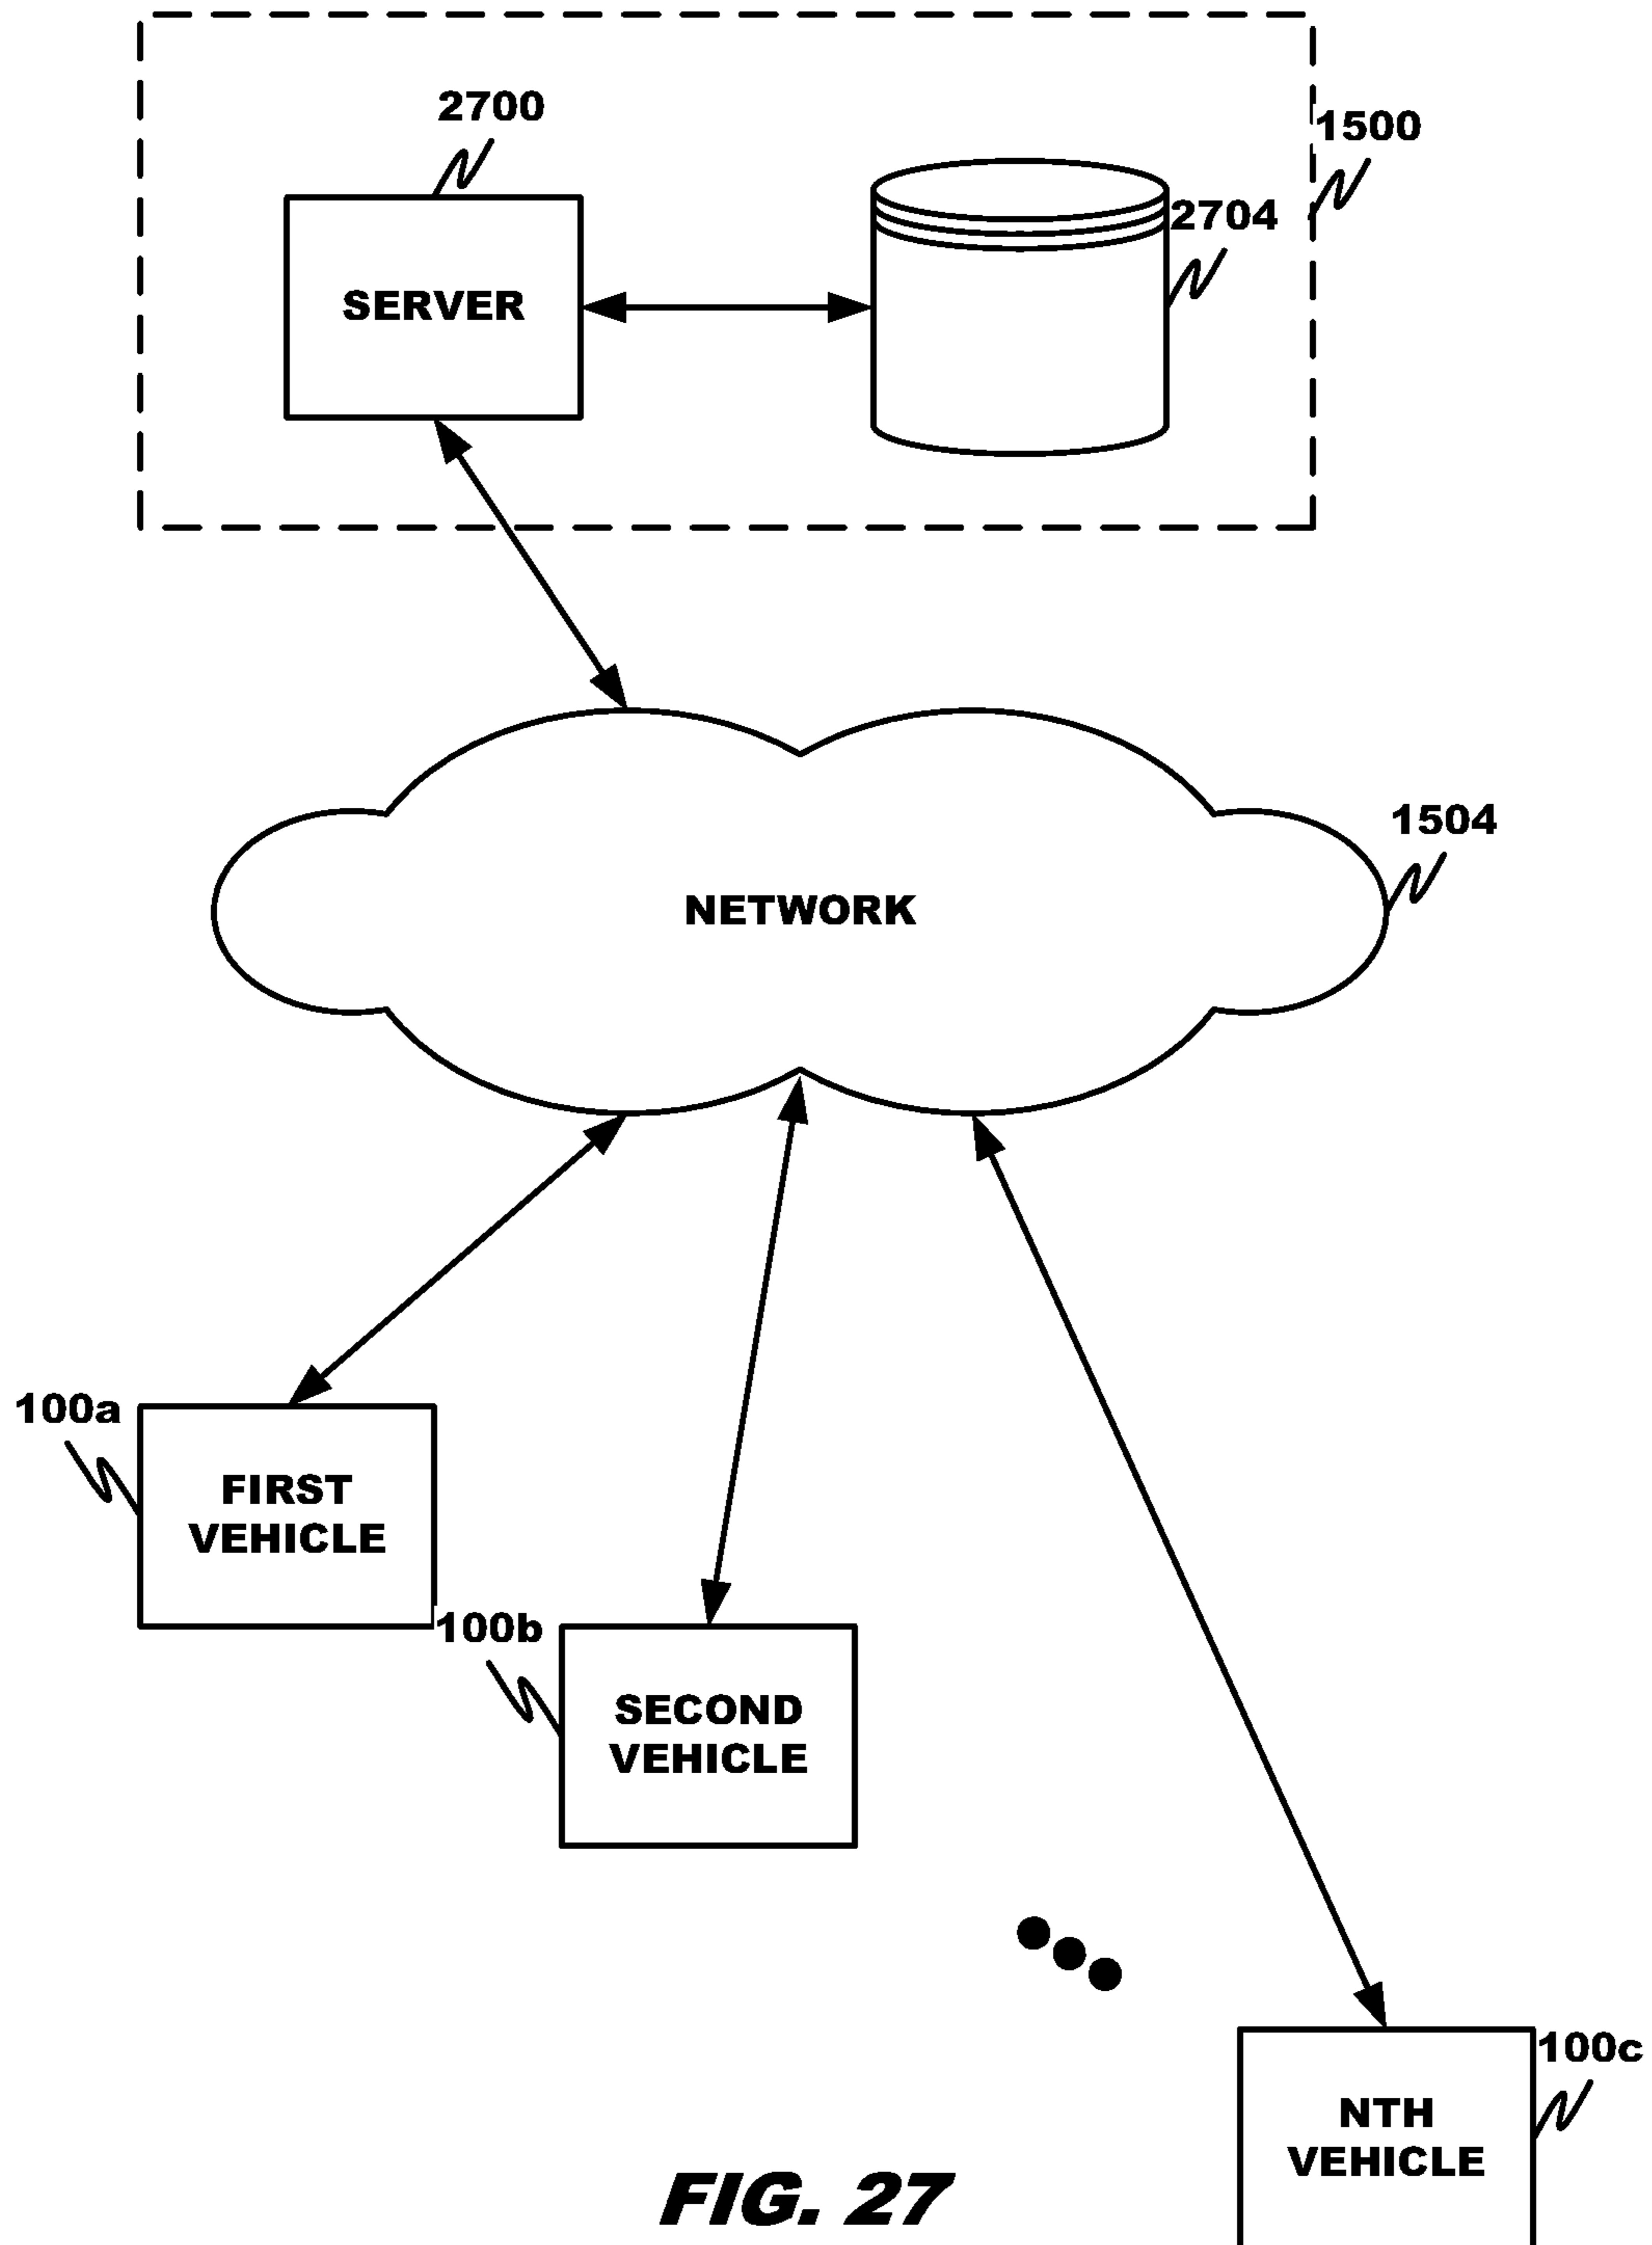 2700
1500
2704
SERVER
1504
NETWORK
100a
FIRST
VEHICLE
100b
SECOND
VEHICLE
100c
NTH
VEHICLE
FIG. 27